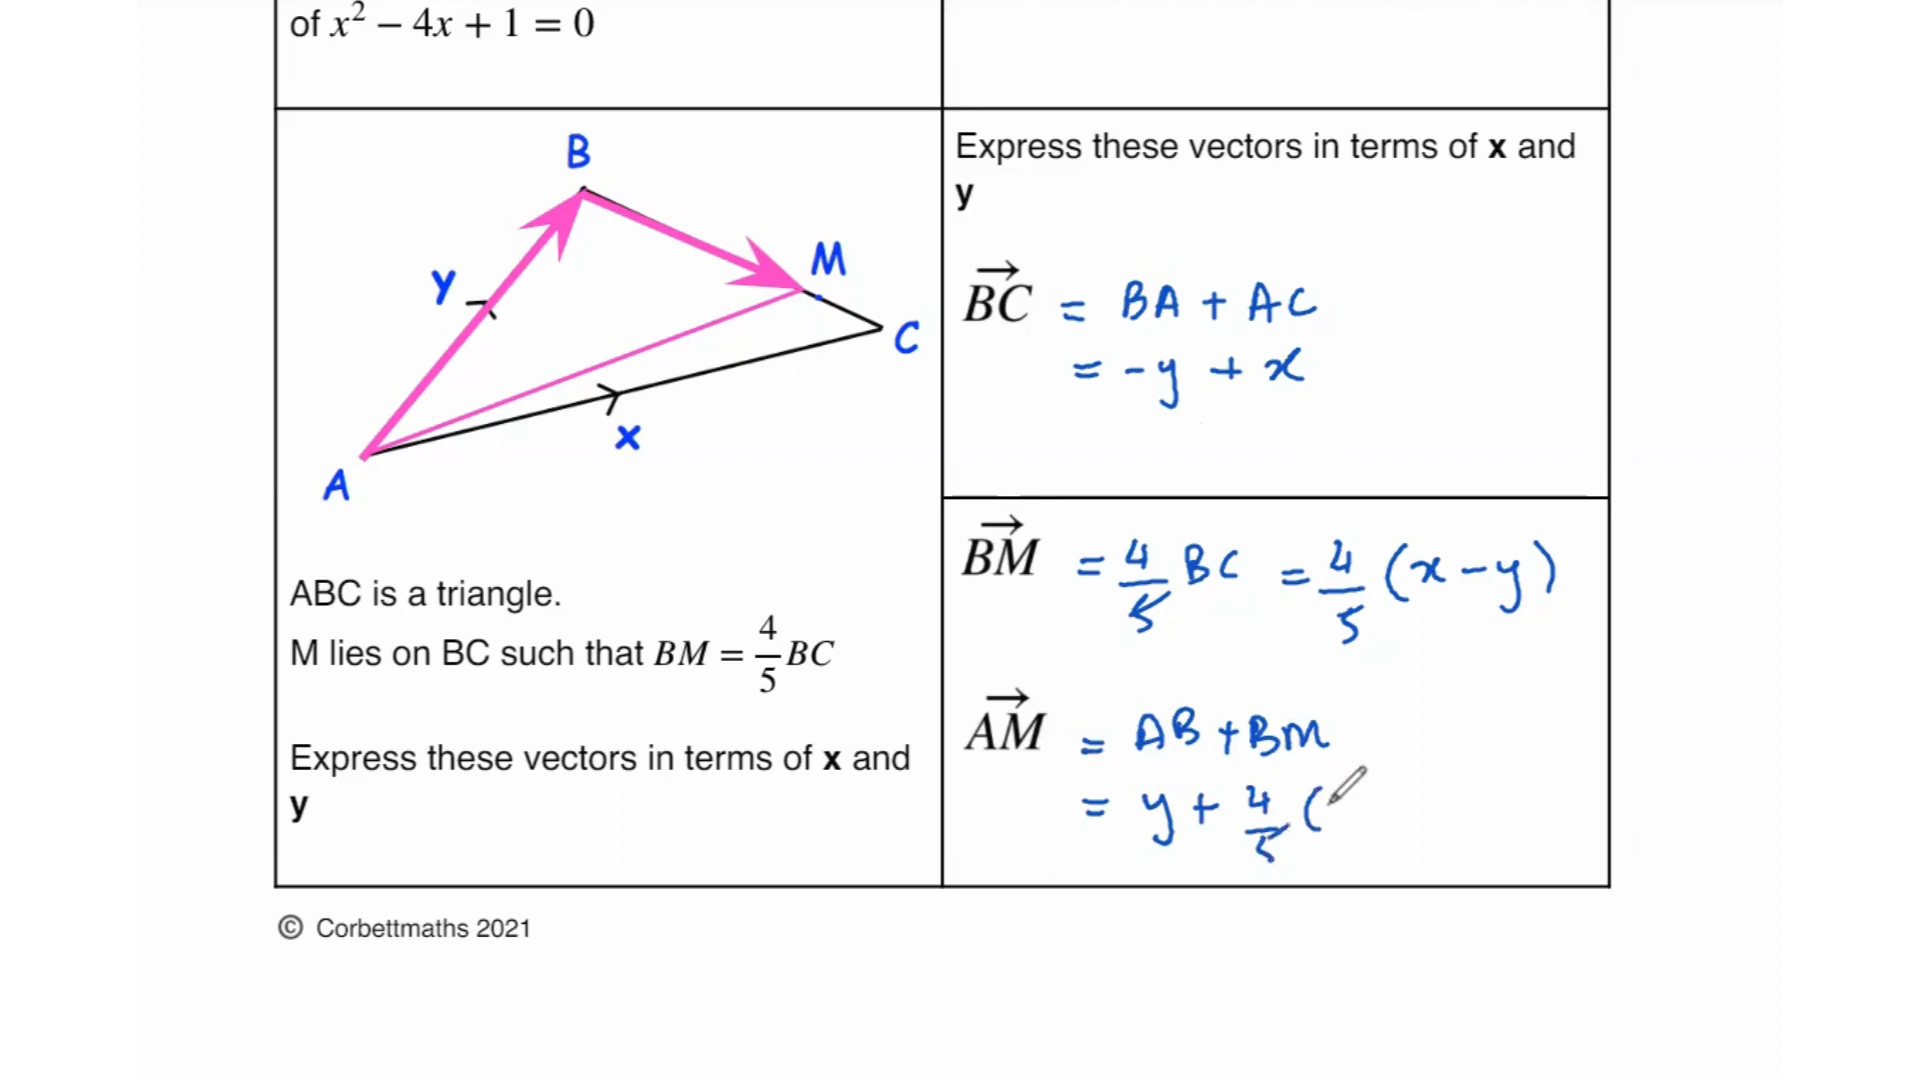 of x² − 4x + 1 = 0
B
M
y
C
x
A
ABC is a triangle.
M lies on BC such that BM = 4/5 BC
Express these vectors in terms of x and
y
Express these vectors in terms of x and
y
→BC = BA + AC
= -y + x
→BM = 4/5 BC = 4/5 (x - y)
→AM = AB + BM
= y + 4/5 (
© Corbettmaths 2021